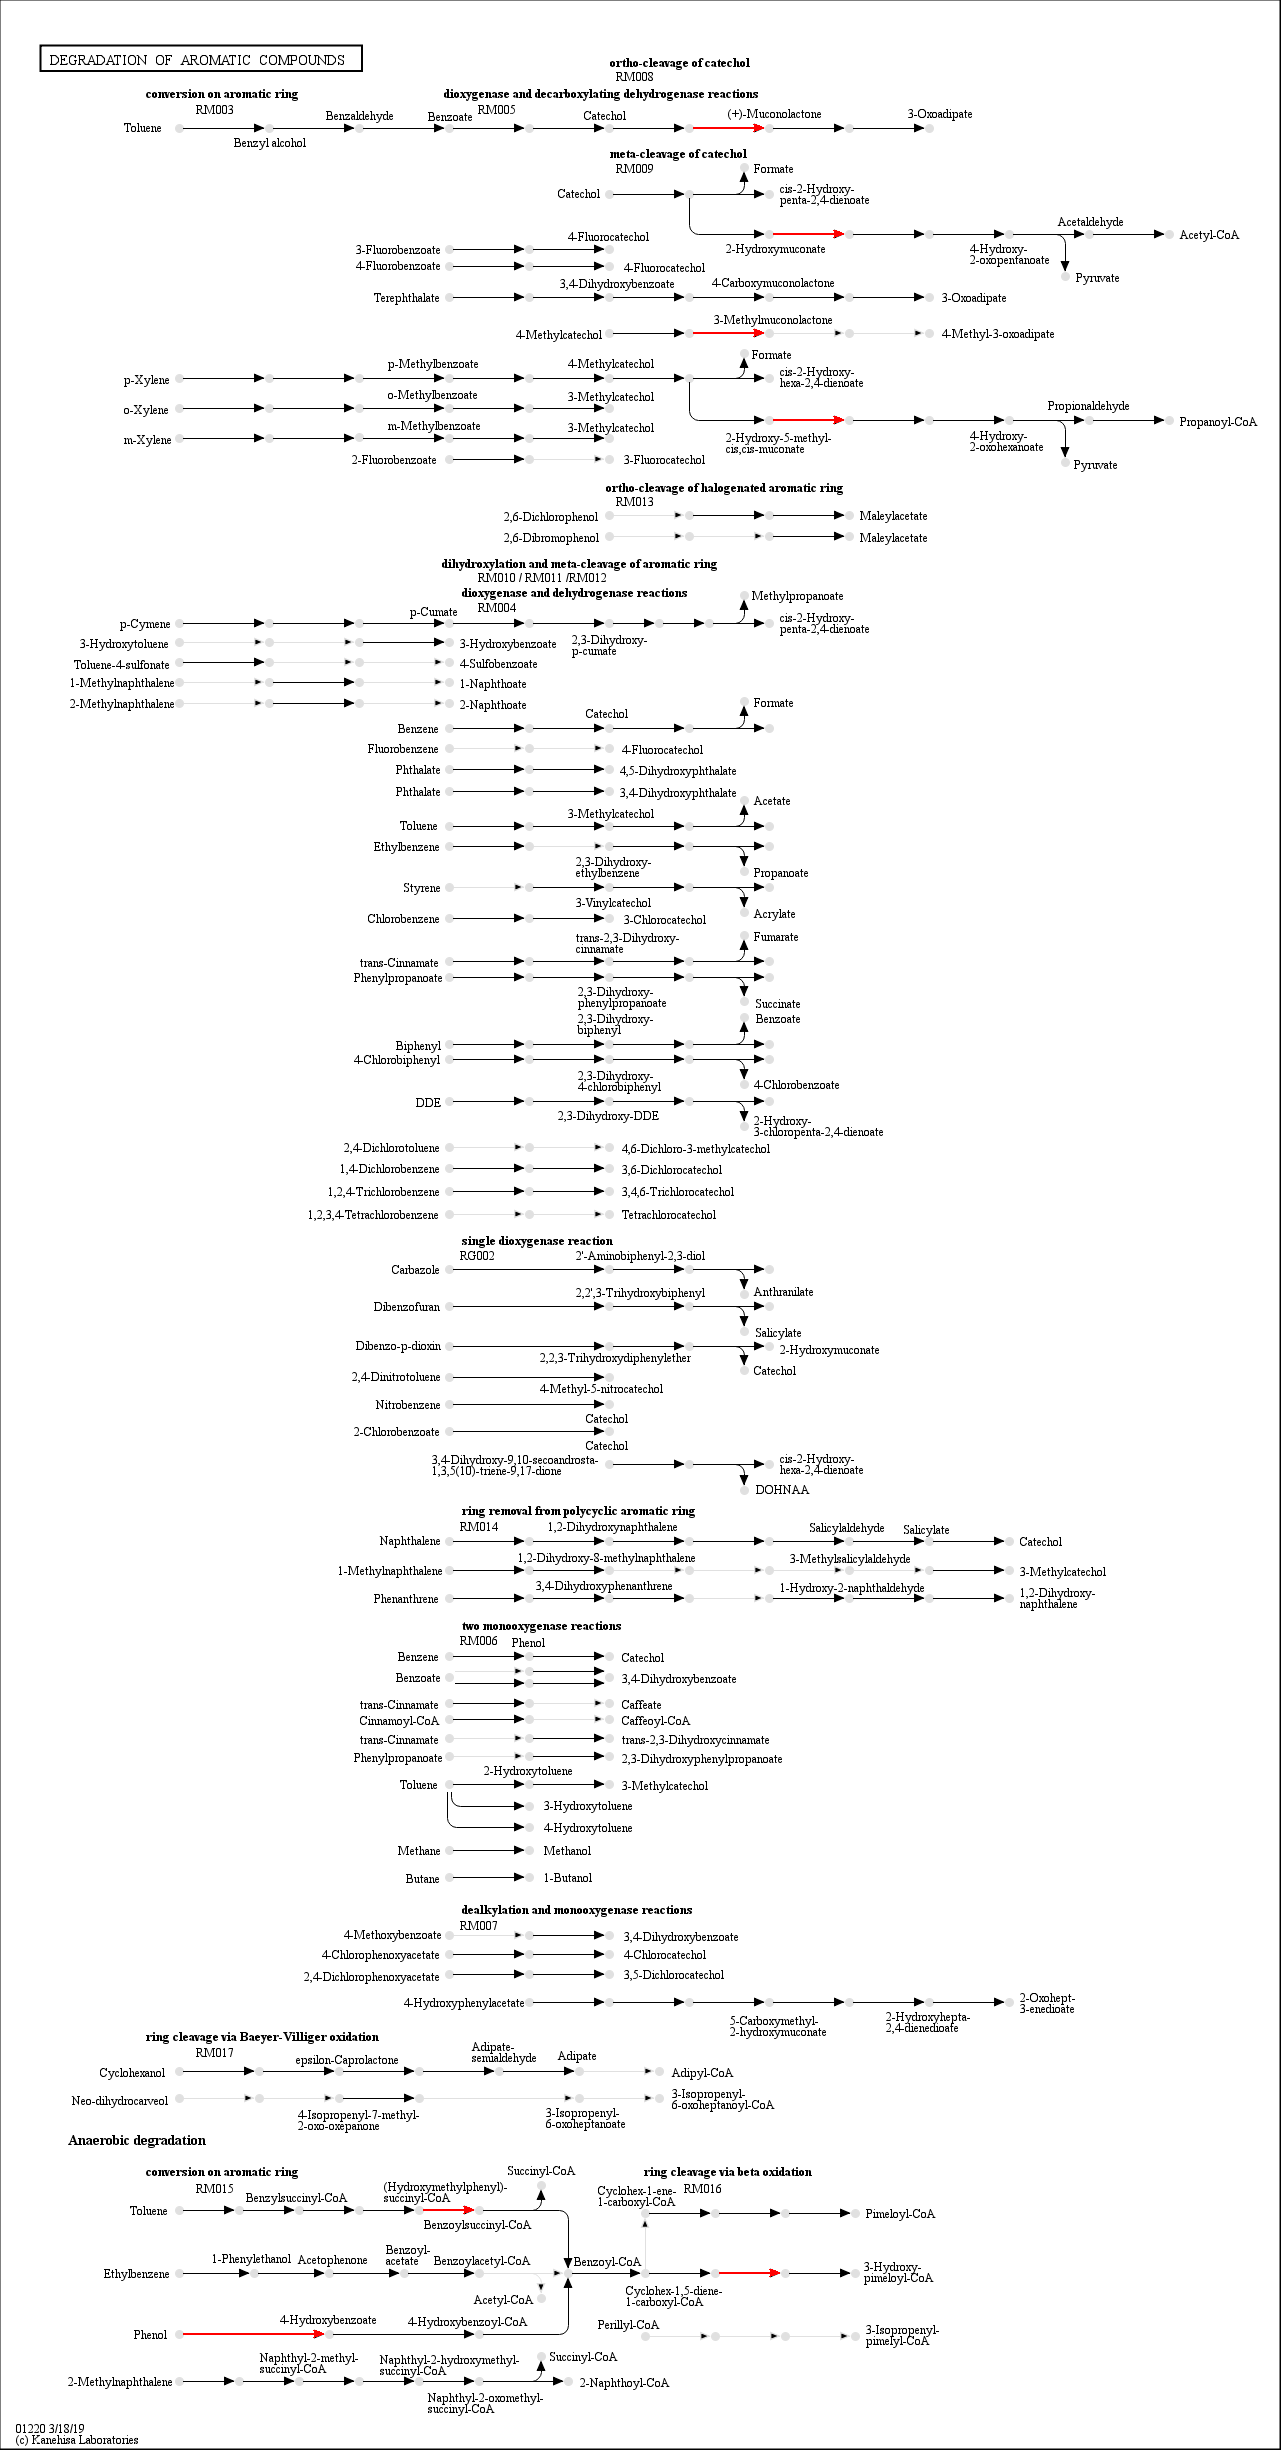 DEGRADATION OF AROMATIC COMPOUNDS
ortho-cleavage of catechol
RM008
conversion on aromatic ring
dioxygenase and decarboxylating dehydrogenase reactions
RM003
RM005
Toluene
Benzyl alcohol
Benzaldehyde
Benzoate
Catechol
(+)-Muconolactone
3-Oxoadipate
meta-cleavage of catechol
RM009
Formate
Catechol
cis-2-Hydroxy-
penta-2,4-dienoate
Acetaldehyde
Acetyl-CoA
2-Hydroxymuconate
4-Hydroxy-
2-oxopentanoate
Pyruvate
3-Fluorobenzoate
4-Fluorocatechol
4-Fluorobenzoate
4-Fluorocatechol
Terephthalate
3,4-Dihydroxybenzoate
4-Carboxymuconolactone
3-Oxoadipate
4-Methylcatechol
3-Methylmuconolactone
4-Methyl-3-oxoadipate
Formate
p-Xylene
p-Methylbenzoate
4-Methylcatechol
cis-2-Hydroxy-
hexa-2,4-dienoate
o-Xylene
o-Methylbenzoate
3-Methylcatechol
Propionaldehyde
Propanoyl-CoA
m-Xylene
m-Methylbenzoate
3-Methylcatechol
2-Hydroxy-5-methyl-
cis,cis-muconate
4-Hydroxy-
2-oxohexanoate
Pyruvate
2-Fluorobenzoate
3-Fluorocatechol
ortho-cleavage of halogenated aromatic ring
RM013
2,6-Dichlorophenol
Maleylacetate
2,6-Dibromophenol
Maleylacetate
dihydroxylation and meta-cleavage of aromatic ring
RM010 / RM011 /RM012
dioxygenase and dehydrogenase reactions
RM004
Methylpropanoate
p-Cymene
p-Cumate
2,3-Dihydroxy-
p-cumate
cis-2-Hydroxy-
penta-2,4-dienoate
3-Hydroxytoluene
3-Hydroxybenzoate
Toluene-4-sulfonate
4-Sulfobenzoate
1-Methylnaphthalene
1-Naphthoate
2-Methylnaphthalene
2-Naphthoate
Benzene
Catechol
Formate
Fluorobenzene
4-Fluorocatechol
Phthalate
4,5-Dihydroxyphthalate
Phthalate
3,4-Dihydroxyphthalate
Acetate
Toluene
3-Methylcatechol
Ethylbenzene
2,3-Dihydroxy-
ethylbenzene
Propanoate
Styrene
3-Vinylcatechol
Acrylate
Chlorobenzene
3-Chlorocatechol
trans-2,3-Dihydroxy-
cinnamate
Fumarate
trans-Cinnamate
Phenylpropanoate
2,3-Dihydroxy-
phenylpropanoate
Succinate
2,3-Dihydroxy-
biphenyl
Benzoate
Biphenyl
4-Chlorobiphenyl
2,3-Dihydroxy-
4-chlorobiphenyl
4-Chlorobenzoate
DDE
2,3-Dihydroxy-DDE
2-Hydroxy-
3-chloropenta-2,4-dienoate
2,4-Dichlorotoluene
4,6-Dichloro-3-methylcatechol
1,4-Dichlorobenzene
3,6-Dichlorocatechol
1,2,4-Trichlorobenzene
3,4,6-Trichlorocatechol
1,2,3,4-Tetrachlorobenzene
Tetrachlorocatechol
single dioxygenase reaction
RG002
Carbazole
2'-Aminobiphenyl-2,3-diol
Anthranilate
Dibenzofuran
2,2',3-Trihydroxybiphenyl
Salicylate
Dibenzo-p-dioxin
2,2,3-Trihydroxydiphenylether
2-Hydroxymuconate
Catechol
2,4-Dinitrotoluene
4-Methyl-5-nitrocatechol
Nitrobenzene
Catechol
2-Chlorobenzoate
Catechol
3,4-Dihydroxy-9,10-secoandrosta-
1,3,5(10)-triene-9,17-dione
cis-2-Hydroxy-
hexa-2,4-dienoate
DOHNAA
ring removal from polycyclic aromatic ring
RM014
Naphthalene
1,2-Dihydroxynaphthalene
Salicylaldehyde
Salicylate
Catechol
1-Methylnaphthalene
1,2-Dihydroxy-8-methylnaphthalene
3-Methylsalicylaldehyde
3-Methylcatechol
Phenanthrene
3,4-Dihydroxyphenanthrene
1-Hydroxy-2-naphthaldehyde
1,2-Dihydroxy-
naphthalene
two monooxygenase reactions
RM006
Phenol
Benzene
Catechol
Benzoate
3,4-Dihydroxybenzoate
trans-Cinnamate
Caffeate
Cinnamoyl-CoA
Caffeoyl-CoA
trans-Cinnamate
trans-2,3-Dihydroxycinnamate
Phenylpropanoate
2,3-Dihydroxyphenylpropanoate
Toluene
2-Hydroxytoluene
3-Methylcatechol
3-Hydroxytoluene
4-Hydroxytoluene
Methane
Methanol
Butane
1-Butanol
dealkylation and monooxygenase reactions
RM007
4-Methoxybenzoate
3,4-Dihydroxybenzoate
4-Chlorophenoxyacetate
4-Chlorocatechol
2,4-Dichlorophenoxyacetate
3,5-Dichlorocatechol
4-Hydroxyphenylacetate
5-Carboxymethyl-
2-hydroxymuconate
2-Hydroxyhepta-
2,4-dienedioate
2-Oxohept-
3-enedioate
ring cleavage via Baeyer-Villiger oxidation
RM017
Cyclohexanol
epsilon-Caprolactone
Adipate-
semialdehyde
Adipate
Adipyl-CoA
Neo-dihydrocarveol
4-Isopropenyl-7-methyl-
2-oxo-oxepanone
3-Isopropenyl-
6-oxoheptanoate
3-Isopropenyl-
6-oxoheptanoyl-CoA
Anaerobic degradation
conversion on aromatic ring
RM015
ring cleavage via beta oxidation
RM016
Toluene
Benzylsuccinyl-CoA
(Hydroxymethylphenyl)-
succinyl-CoA
Benzoylsuccinyl-CoA
Succinyl-CoA
Cyclohex-1-ene-
1-carboxyl-CoA
Pimeloyl-CoA
Ethylbenzene
1-Phenylethanol
Acetophenone
Benzoyl-
acetate
Benzoylacetyl-CoA
Acetyl-CoA
Benzoyl-CoA
Cyclohex-1,5-diene-
1-carboxyl-CoA
3-Hydroxy-
pimeloyl-CoA
Phenol
4-Hydroxybenzoate
4-Hydroxybenzoyl-CoA
Perillyl-CoA
3-Isopropenyl-
pimelyl-CoA
2-Methylnaphthalene
Naphthyl-2-methyl-
succinyl-CoA
Naphthyl-2-hydroxymethyl-
succinyl-CoA
Naphthyl-2-oxomethyl-
succinyl-CoA
Succinyl-CoA
2-Naphthoyl-CoA
01220 3/18/19
(c) Kanehisa Laboratories